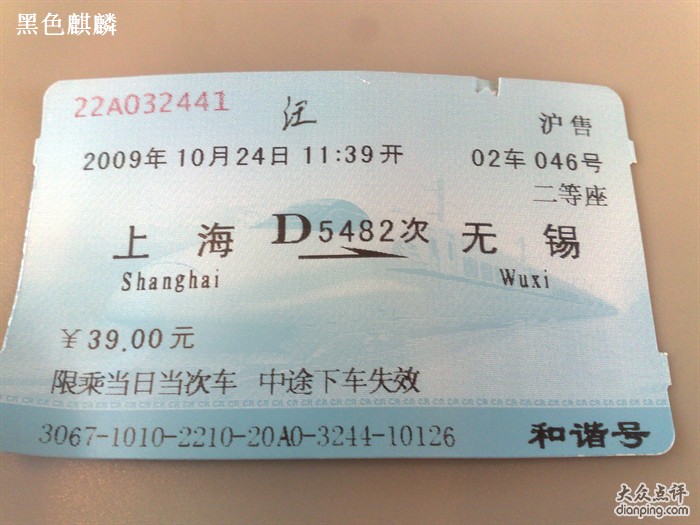 黑色麒麟
22A032441
汪
沪售
2009年10月24日 11:39开
02车 046号
二等座
上海 D5482次 无锡
Shanghai Wuxi
￥39.00元
限乘当日当次车 中途下车失效
3067-1010-2210-20A0-3244-10126 和谐号
大众点评
dianping.com